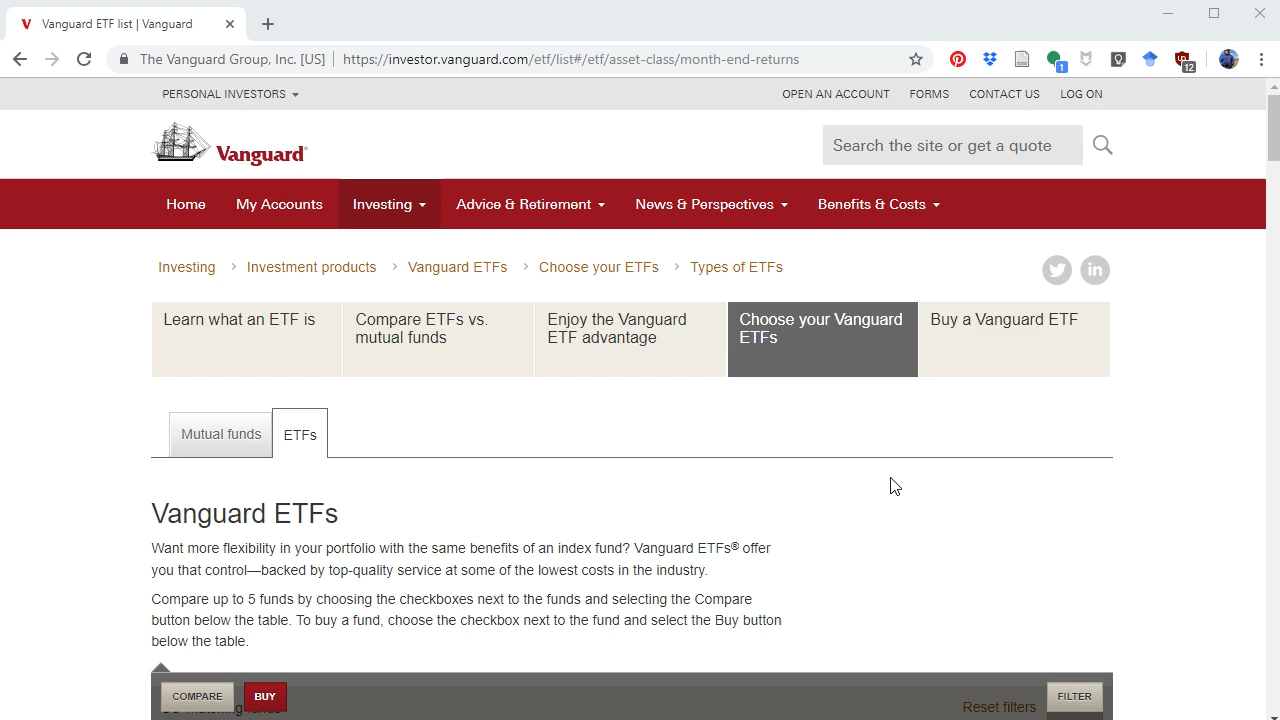 Vanguard ETF list | Vanguard
The Vanguard Group, Inc. [US] | https://investor.vanguard.com/etf/list#/etf/asset-class/month-end-returns
1
12
PERSONAL INVESTORS
OPEN AN ACCOUNT FORMS CONTACT US LOG ON
Vanguard®
Search the site or get a quote
Home My Accounts Investing Advice & Retirement News & Perspectives Benefits & Costs
Investing > Investment products > Vanguard ETFs > Choose your ETFs > Types of ETFs
in
Learn what an ETF is
Compare ETFs vs.
mutual funds
Enjoy the Vanguard
ETF advantage
Choose your Vanguard
ETFs
Buy a Vanguard ETF
Mutual funds ETFs
Vanguard ETFs
Want more flexibility in your portfolio with the same benefits of an index fund? Vanguard ETFs® offer
you that control—backed by top-quality service at some of the lowest costs in the industry.
Compare up to 5 funds by choosing the checkboxes next to the funds and selecting the Compare
button below the table. To buy a fund, choose the checkbox next to the fund and select the Buy button
below the table.
COMPARE BUY FILTER
matching funds Reset filters